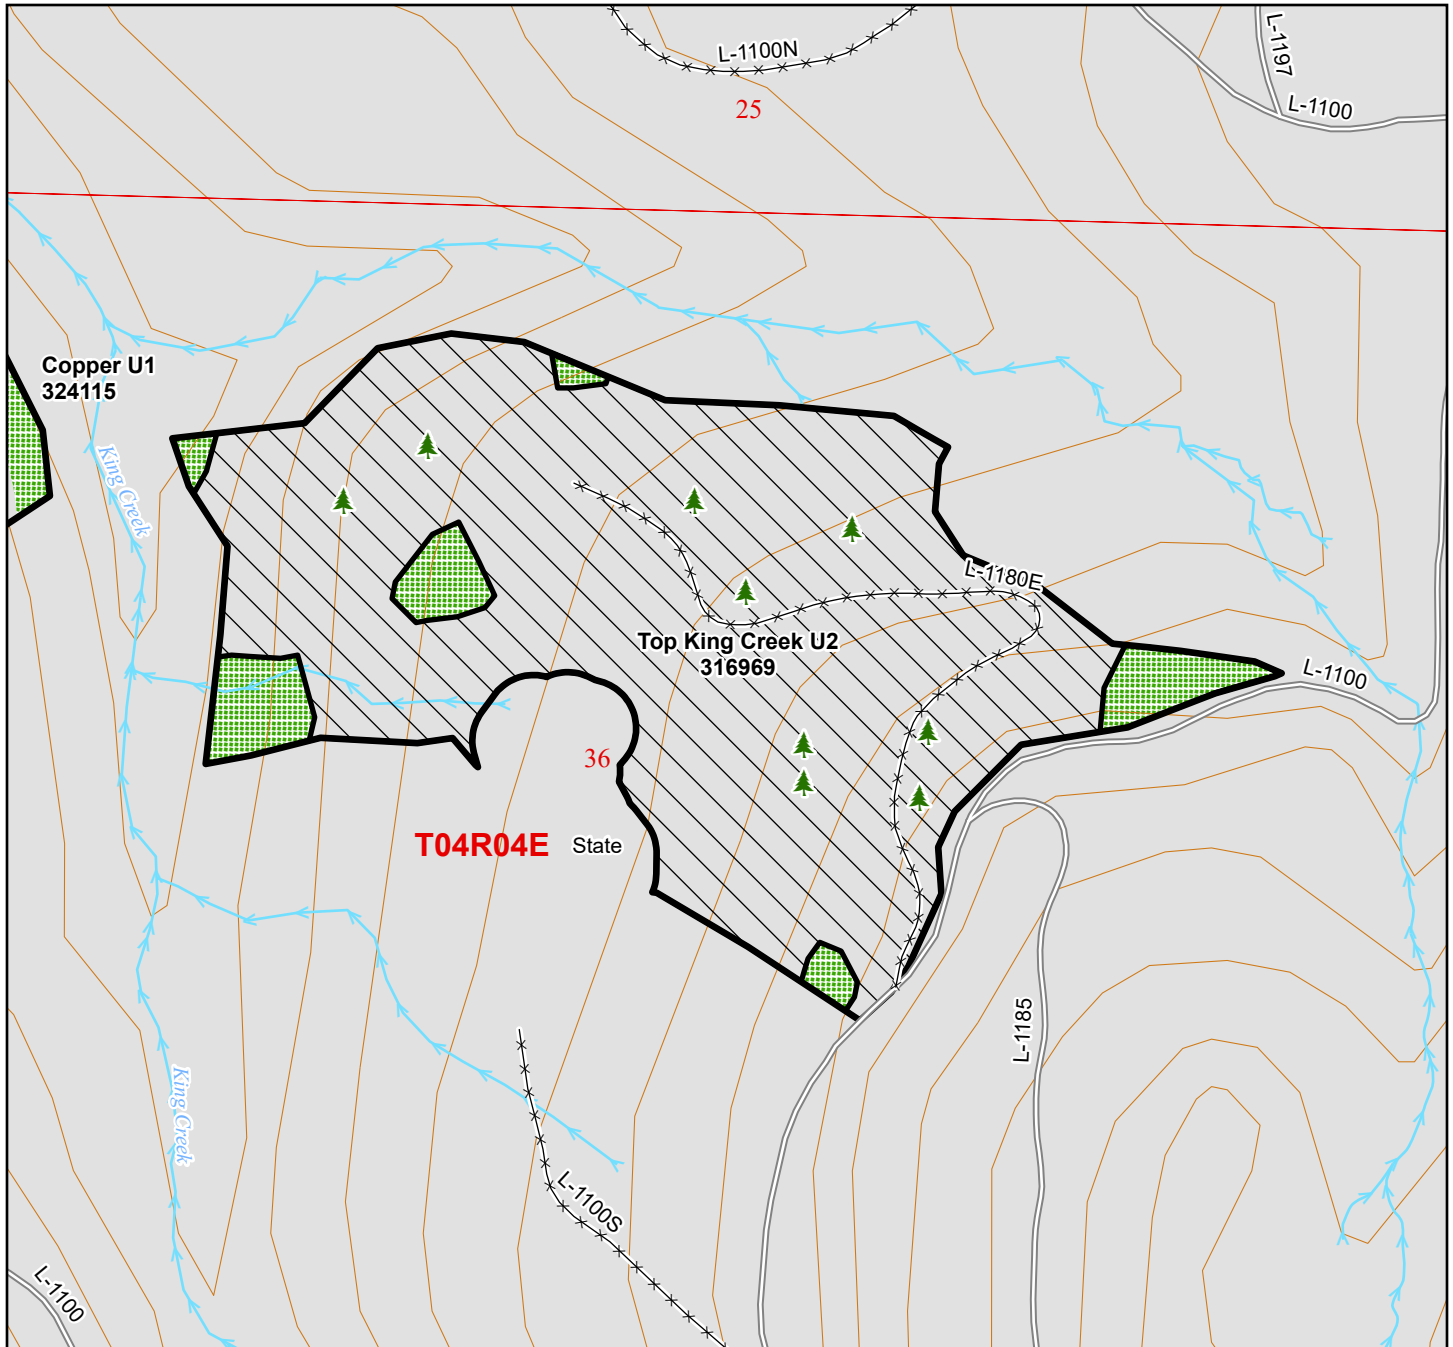 L-1100N
L-1197
L-1100
25
Copper U1
324115
King Creek
L-1180E
Top King Creek U2
316969
L-1100
36
T04R04E
State
L-1185
King Creek
L-1100S
L-1100